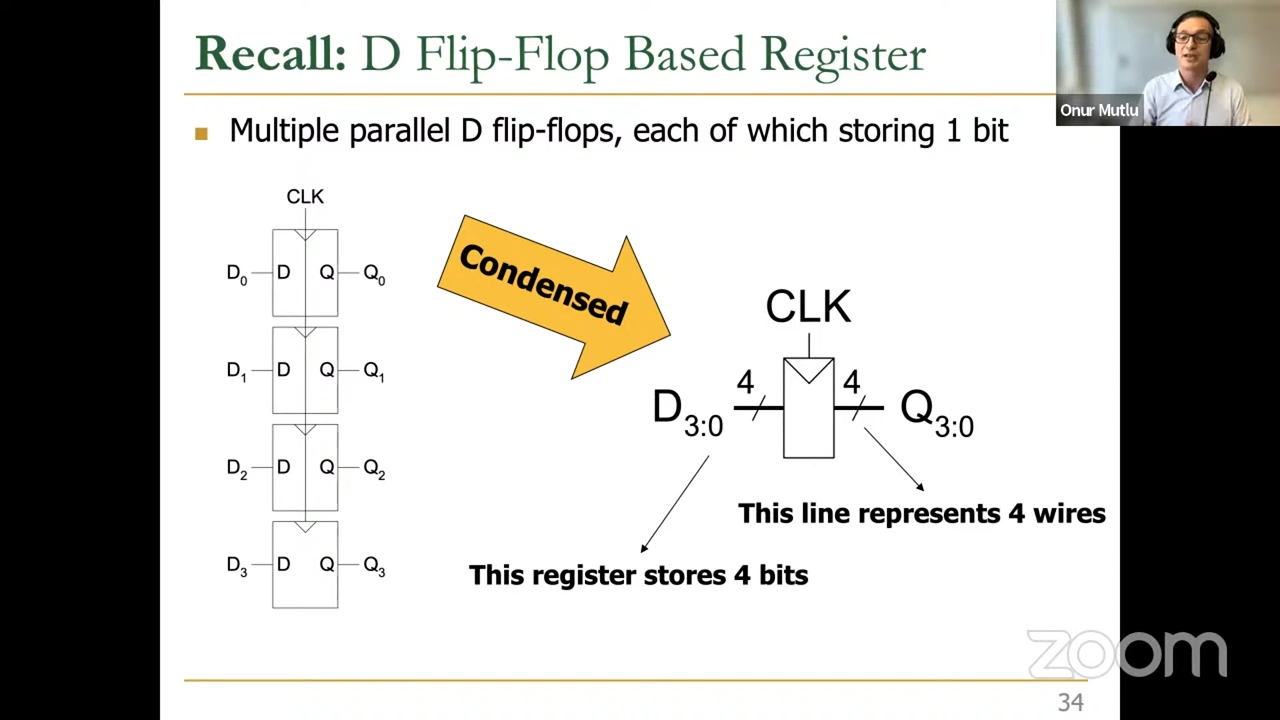 Recall: D Flip-Flop Based Register
Onur Mutlu
Multiple parallel D flip-flops, each of which storing 1 bit
CLK
D0 D Q Q0
D1 D Q Q1
D2 D Q Q2
D3 D Q Q3
Condensed
CLK
4 4
D3:0 Q3:0
This line represents 4 wires
This register stores 4 bits
zoom
34